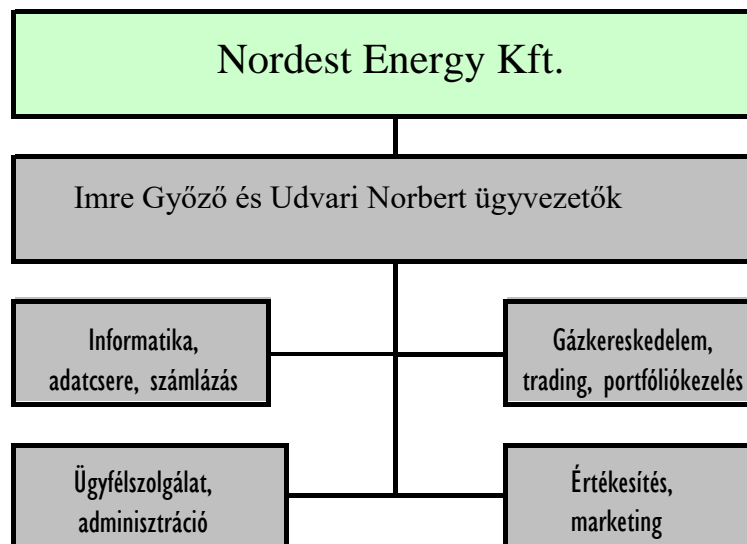 Nordest Energy Kft.
Imre Győző és Udvari Norbert ügyvezetők
Informatika,
adatcsere, számlázás
Gázkereskedelem,
trading, portfóliókezelés
Ügyfélszolgálat,
adminisztráció
Értékesítés,
marketing